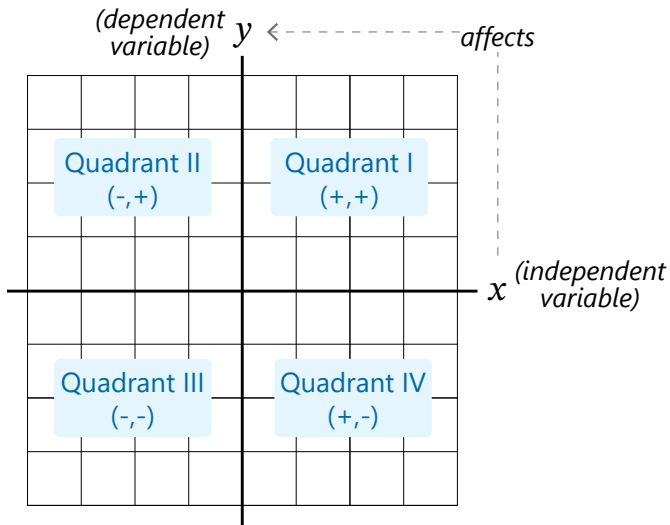 (dependent
variable) y
affects
Quadrant II
(-,+)
Quadrant I
(+,+)
x (independent
variable)
Quadrant III
(-,-)
Quadrant IV
(+,-)